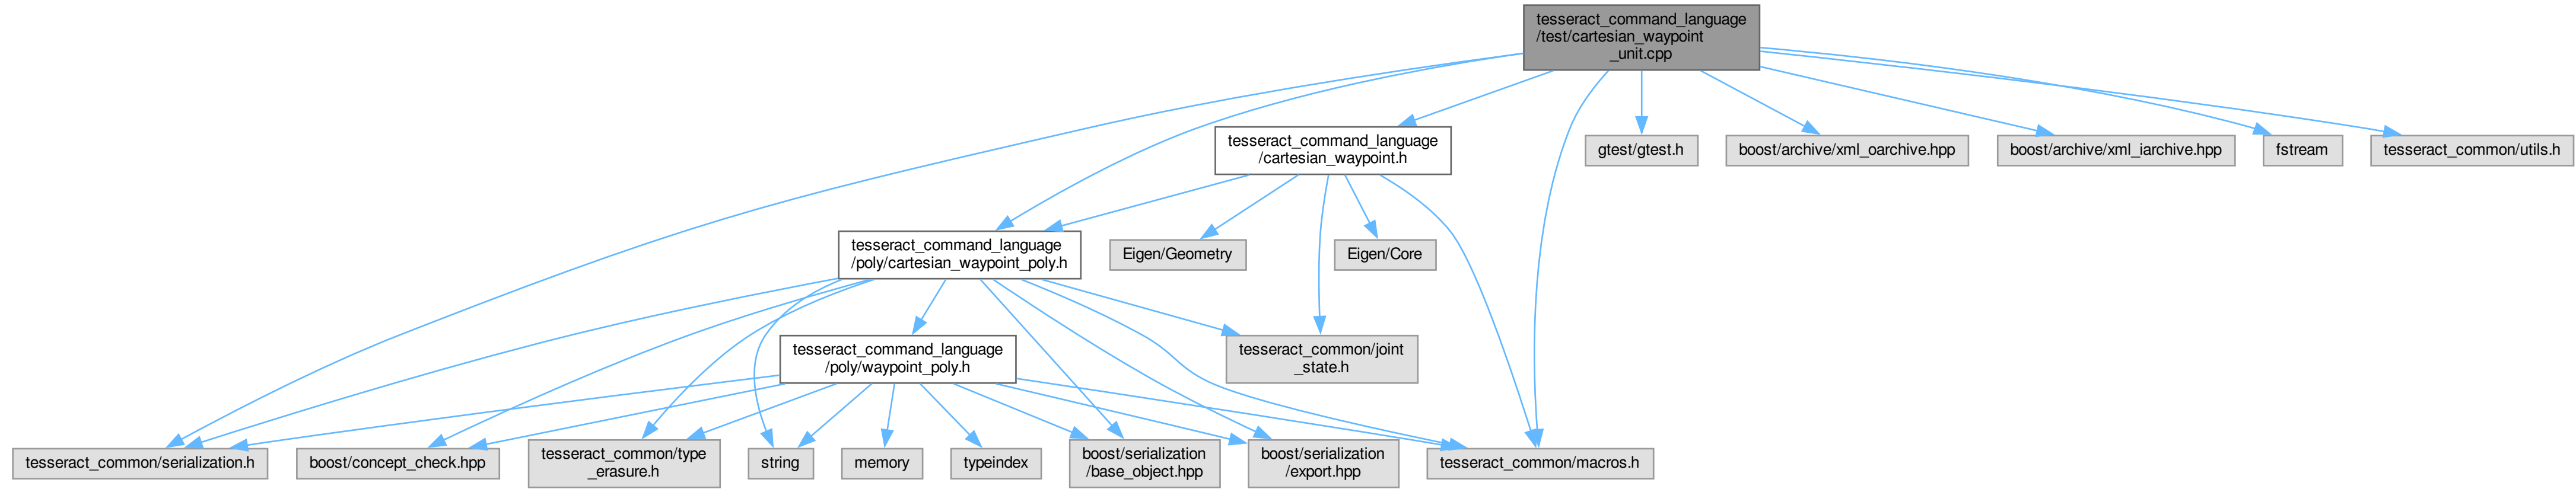 tesseract_command_language
/test/cartesian_waypoint
_unit.cpp
tesseract_command_language
/cartesian_waypoint.h
gtest/gtest.h
boost/archive/xml_oarchive.hpp
boost/archive/xml_iarchive.hpp
fstream
tesseract_common/utils.h
tesseract_command_language
/poly/cartesian_waypoint_poly.h
Eigen/Geometry
Eigen/Core
tesseract_command_language
/poly/waypoint_poly.h
tesseract_common/joint
_state.h
tesseract_common/serialization.h
boost/concept_check.hpp
tesseract_common/type
_erasure.h
string
memory
typeindex
boost/serialization
/base_object.hpp
boost/serialization
/export.hpp
tesseract_common/macros.h